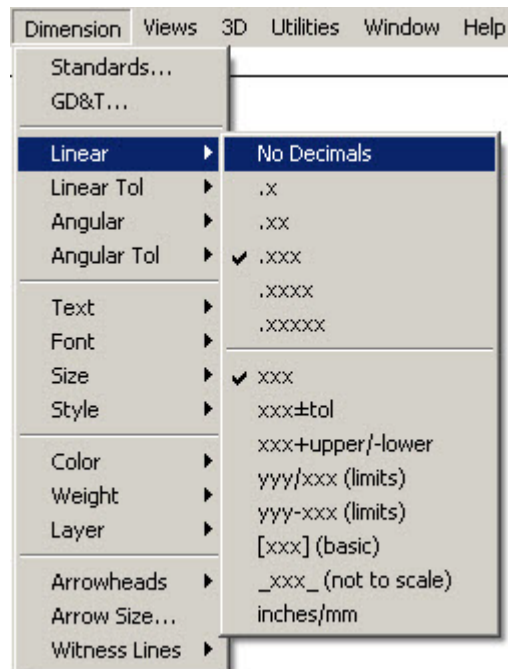 Dimension Views 3D Utilities Window Help
Standards...
GD&T...
Linear
Linear Tol
Angular
Angular Tol
Text
Font
Size
Style
Color
Weight
Layer
Arrowheads
Arrow Size...
Witness Lines
No Decimals
.x
.xx
.xxx
.xxxx
.xxxxx
xxx
xxx±tol
xxx+upper/-lower
yyy/xxx (limits)
yyy-xxx (limits)
[xxx] (basic)
_xxx_ (not to scale)
inches/mm